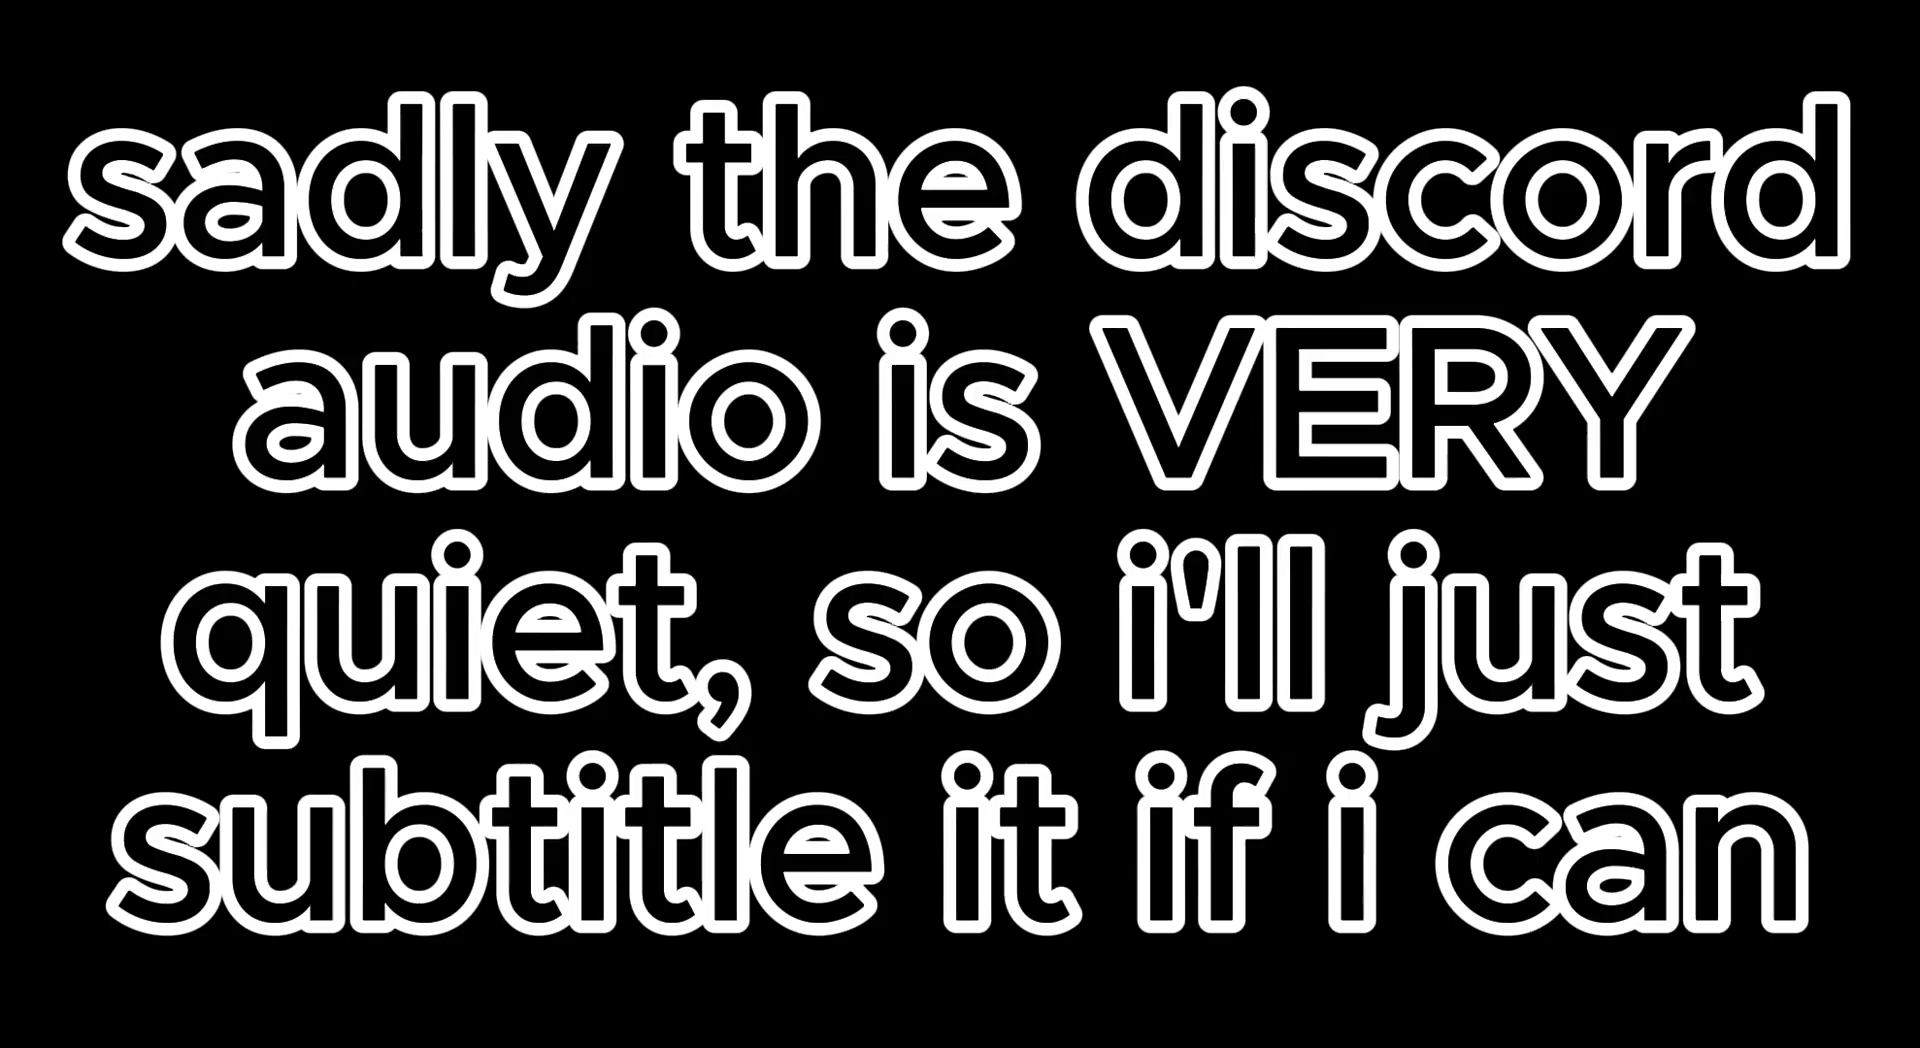 sadly the discord
audio is VERY
quiet, so i'll just
subtitle it if i can